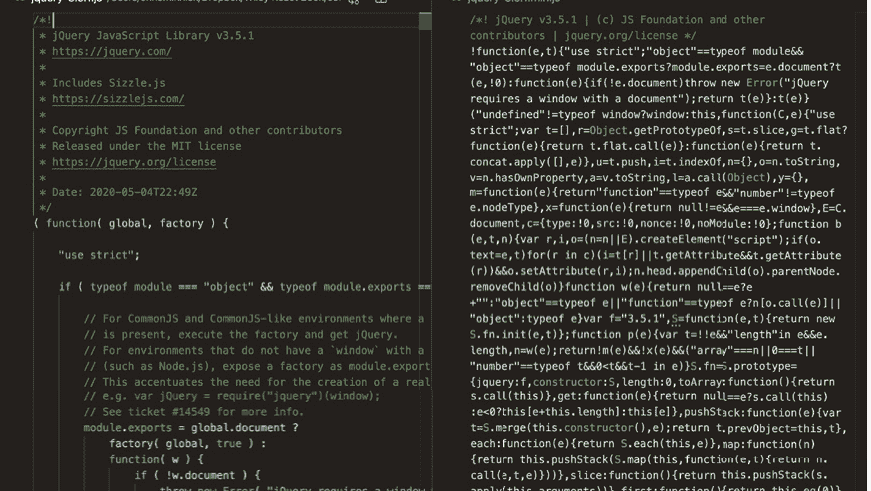 /*!
* jQuery JavaScript Library v3.5.1
* https://jquery.com/
*
* Includes Sizzle.js
* https://sizzlejs.com/
*
* Copyright JS Foundation and other contributors
* Released under the MIT license
* https://jquery.org/license
*
* Date: 2020-05-04T22:49Z
*/
( function( global, factory ) {
"use strict";
if ( typeof module === "object" && typeof module.exports ==
// For CommonJS and CommonJS-like environments where a
// is present, execute the factory and get jQuery.
// For environments that do not have a `window` with a
// (such as Node.js), expose a factory as module.export
// This accentuates the need for the creation of a real
// e.g. var jQuery = require("jquery")(window);
// See ticket #14549 for more info.
module.exports = global.document ?
factory( global, true ) :
function( w ) {
if ( !w.document ) {
throw new Error( "jQuery requires a window
/*! jQuery v3.5.1 | (c) JS Foundation and other
contributors | jquery.org/license */
!function(e,t){"use strict";"object"==typeof module&&
"object"==typeof module.exports?module.exports=e.document?t
(e,!0):function(e){if(!e.document)throw new Error("jQuery
requires a window with a document");return t(e)}:t(e)}
("undefined"!=typeof window?window:this,function(C,e){"use
strict";var t=[],r=Object.getPrototypeOf,s=t.slice,g=t.flat?
function(e){return t.flat.call(e)}:function(e){return t.
concat.apply([],e)},u=t.push,i=t.indexOf,n={},o=n.toString,
v=n.hasOwnProperty,a=v.toString,l=a.call(Object),y={},
m=function(e){return"function"==typeof e&&"number"!=typeof
e.nodeType},x=function(e){return null!=e&&e===e.window},E=C.
document,c={type:!0,src:!0,nonce:!0,noModule:!0};function b
(e,t,n){var r,i,o=(n=n||E).createElement("script");if(o.
text=e,t)for(r in c)(i=t[r]||t.getAttribute&&t.getAttribute
(r))&&o.setAttribute(r,i);n.head.appendChild(o).parentNode.
removeChild(o)}function w(e){return null==e?e
+"":"object"==typeof e||"function"==typeof e?n[o.call(e)]||
"object":typeof e}var f="3.5.1",S=function(e,t){return new
S.fn.init(e,t)};function p(e){var t=!!e&&"length"in e&&e.
length,n=w(e);return!m(e)&&!x(e)&&("array"===n||0===t||
"number"==typeof t&&0<t&&t-1 in e)}S.fn=S.prototype=
{jquery:f,constructor:S,length:0,toArray:function(){return
s.call(this)},get:function(e){return null==e?s.call(this)
:e<0?this[e+this.length]:this[e]},pushStack:function(e){var
t=S.merge(this.constructor(),e);return t.prevObject=this,t},
each:function(e){return S.each(this,e)},map:function(n)
{return this.pushStack(S.map(this,function(e,t){return n.
call(e,t,e)}))},slice:function(){return this.pushStack(s.
apply(this,arguments))},first:function(){return this.eq(0)}